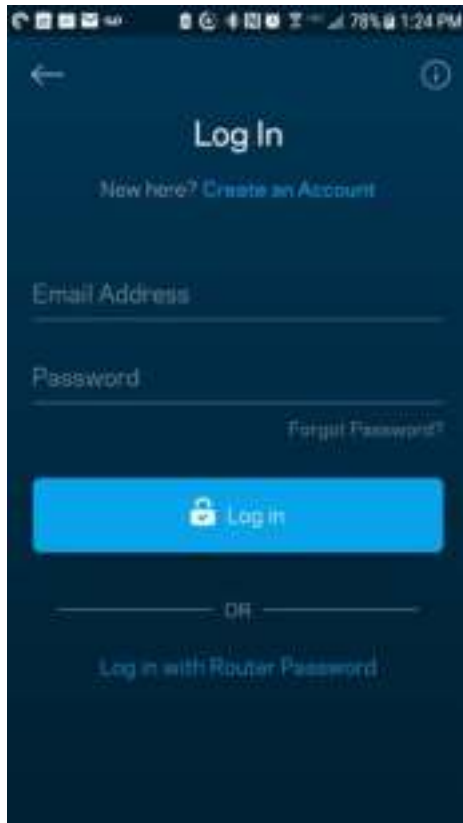 78% 1:24 PM
Log In
New here? Create an Account
Email Address
Password
Forgot Password?
Log in
OR
Log in with Router Password